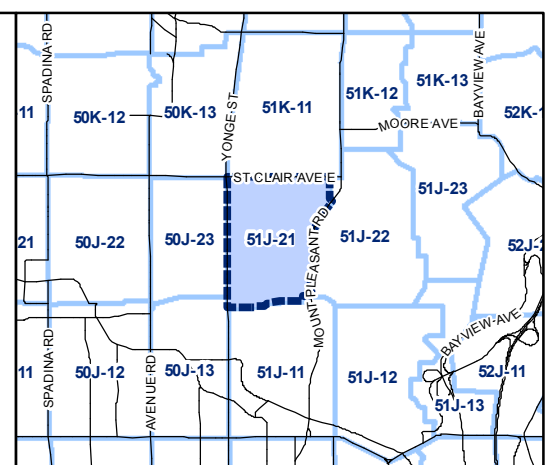 SPADINA RD
BAYVIEW AVE
51K-13
51K-12
11
50K-12
50K-13
51K-11
52K-1
YONGE ST
MOORE AVE
ST CLAIR AVE E
51J-23
21
50J-22
50J-23
51J-21
51J-22
52J-2
MOUNT PLEASANT RD
BAYVIEW AVE
11
SPADINA RD
50J-12
AVENUE RD
50J-13
51J-11
51J-12
52J-11
51J-13